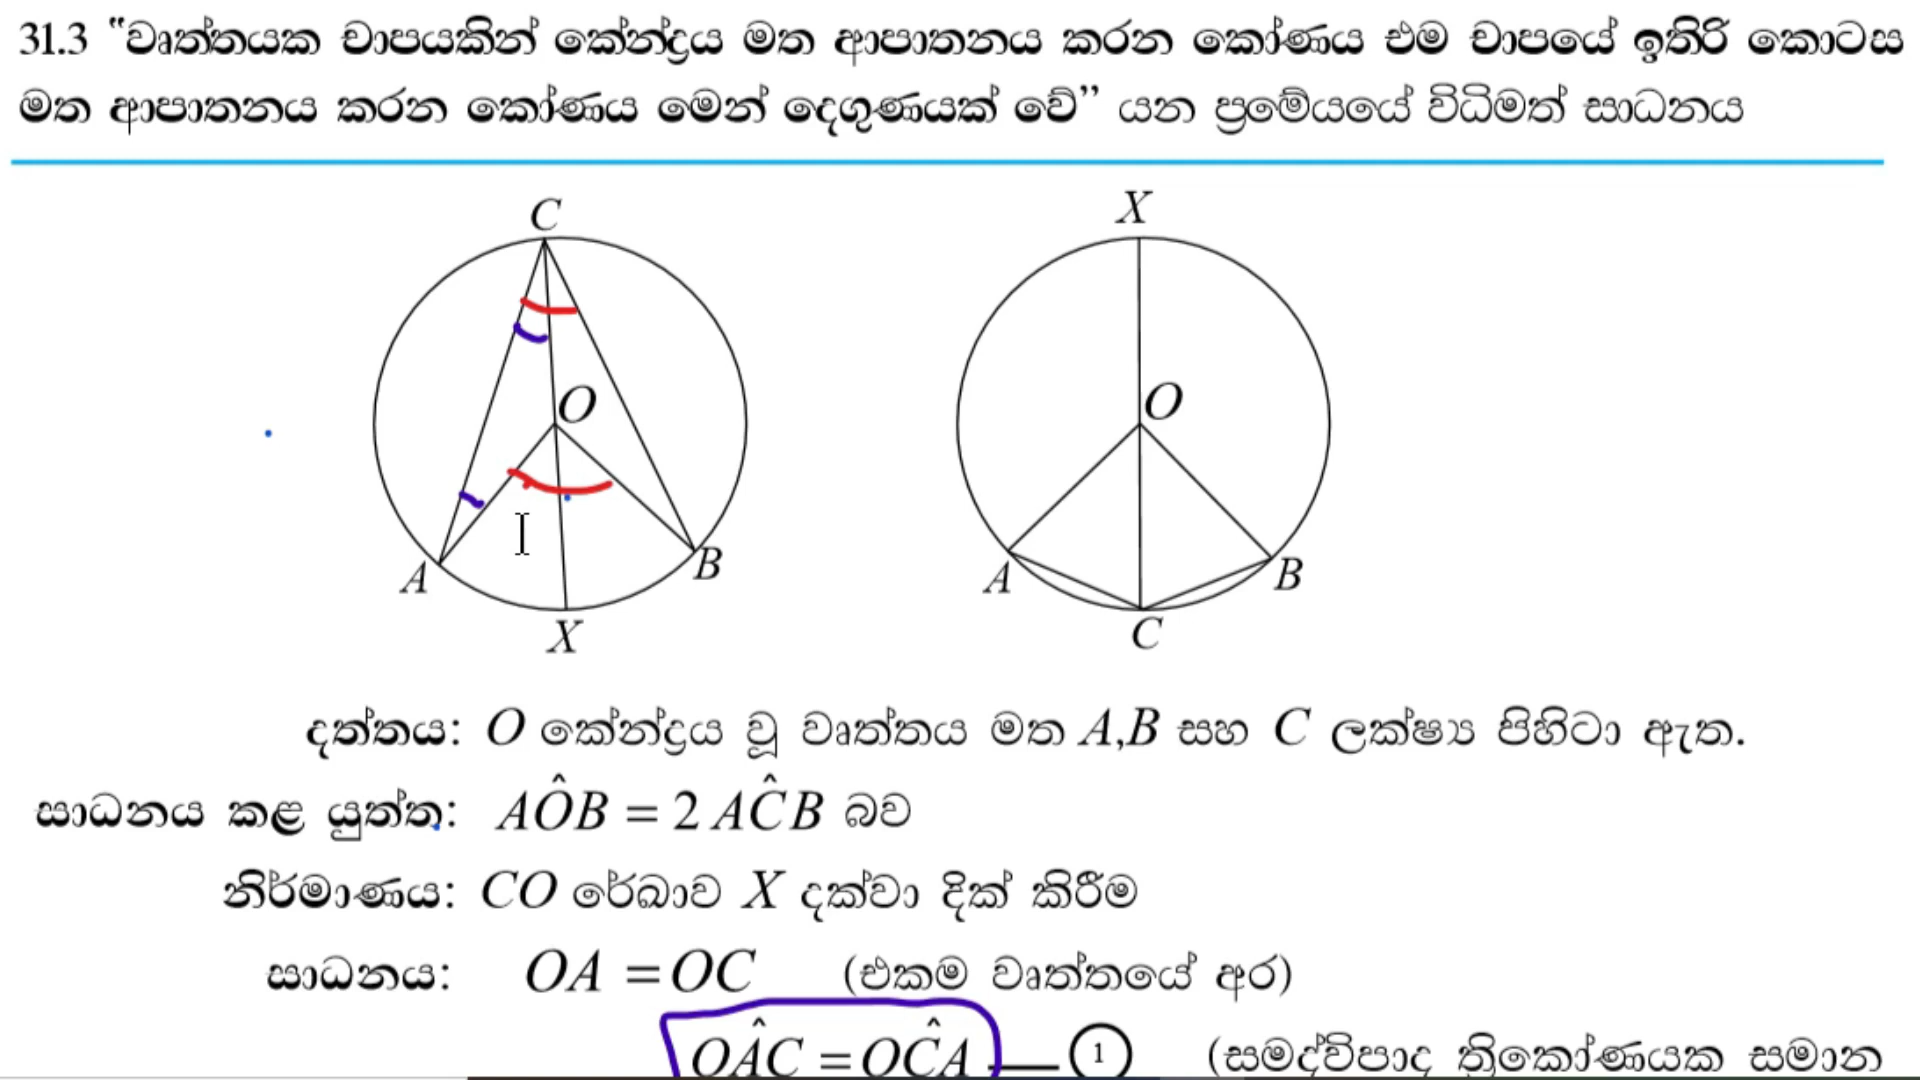 31.3 “වෘත්තයක චාපයකින් කේන්ද්‍රය මත ආපාතනය කරන කෝණය එම චාපයේ ඉතිරි කොටස
මත ආපාතනය කරන කෝණය මෙන් දෙගුණයක් වේ” යන ප්‍රමේයයේ විධිමත් සාධනය
C
X
O
O
A
B
A
B
X
C
දත්තය: O කේන්ද්‍රය වූ වෘත්තය මත A,B සහ C ලක්ෂ්‍ය පිහිටා ඇත.
සාධනය කළ යුත්ත: AÔB = 2 AĈB බව
නිර්මාණය: CO රේඛාව X දක්වා දික් කිරීම
සාධනය: OA = OC (එකම වෘත්තයේ අර)
OÂC = OĈA — 1 (සමද්විපාද ත්‍රිකෝණයක සමාන